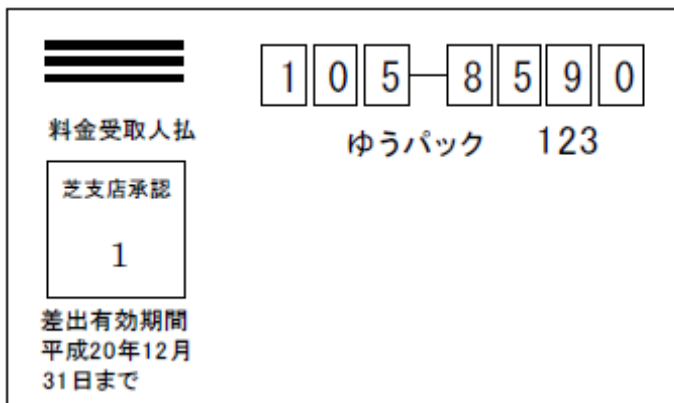 105-8590
ゆうパック 123
料金受取人払
芝支店承認
1
差出有効期間
平成20年12月
31日まで